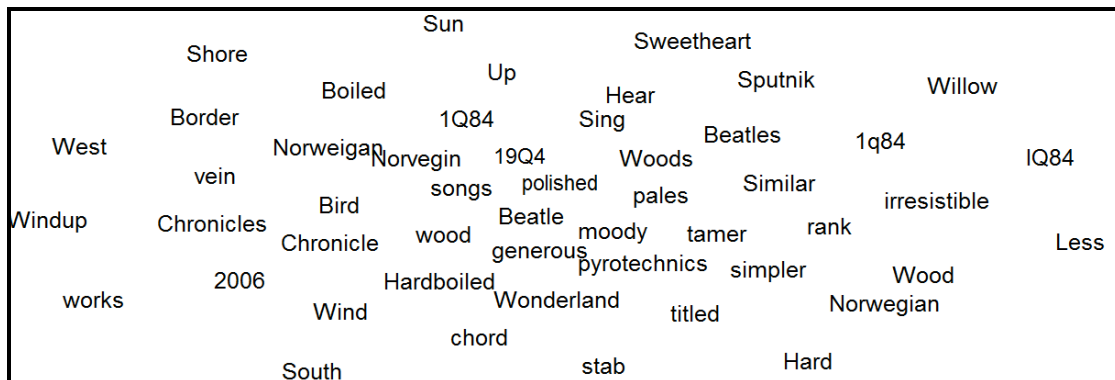 Sun
Sweetheart
Shore
Up
Sputnik
Boiled
Hear
Willow
Border
1Q84
Sing
Beatles
1q84
West
Norweigan
Norvegin
19Q4
Woods
IQ84
vein
songs
polished
pales
Similar
irresistible
Bird
Windup
Chronicles
Beatle
moody
tamer
rank
Chronicle
wood
generous
Less
pyrotechnics
simpler
2006
Hardboiled
Wood
works
Wonderland
Norwegian
Wind
titled
chord
stab
Hard
South